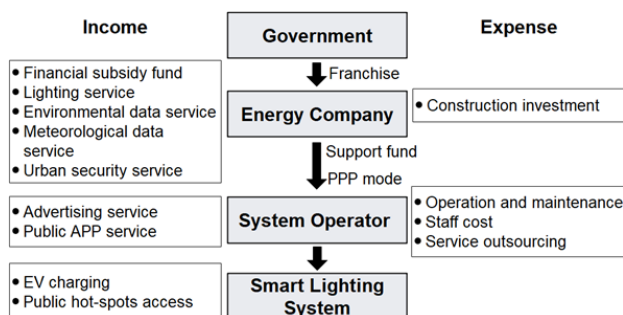 Income
Government
Expense
Franchise
• Financial subsidy fund
• Lighting service
• Environmental data service
• Meteorological data
service
• Urban security service
Energy Company
• Construction investment
Support fund
PPP mode
• Advertising service
• Public APP service
System Operator
• Operation and maintenance
• Staff cost
• Service outsourcing
• EV charging
• Public hot-spots access
Smart Lighting
System